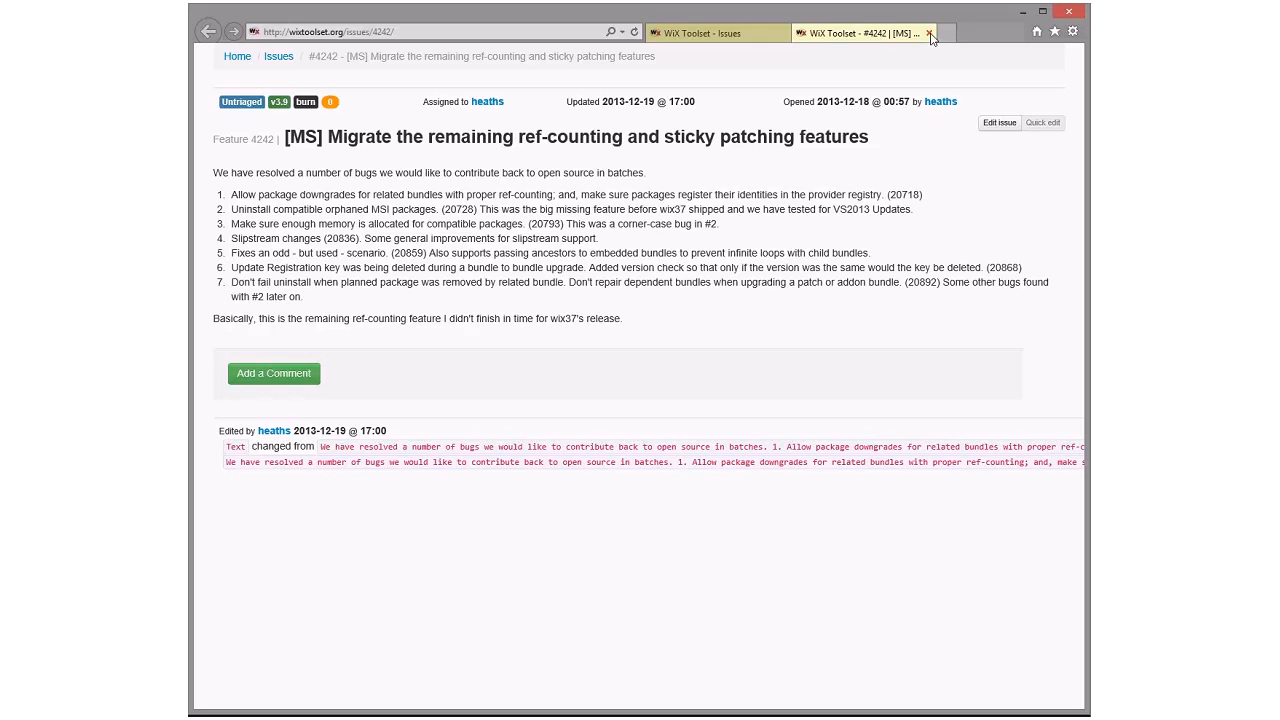 http://wixtoolset.org/issues/4242/
WiX Toolset - Issues
WiX Toolset - #4242 | [MS] ...
Home / Issues / #4242 - [MS] Migrate the remaining ref-counting and sticky patching features
Untriaged v3.9 burn 0 Assigned to heaths Updated 2013-12-19 @ 17:00 Opened 2013-12-18 @ 00:57 by heaths
Edit issue Quick edit
Feature 4242 | [MS] Migrate the remaining ref-counting and sticky patching features
We have resolved a number of bugs we would like to contribute back to open source in batches.
1. Allow package downgrades for related bundles with proper ref-counting; and, make sure packages register their identities in the provider registry. (20718)
2. Uninstall compatible orphaned MSI packages. (20728) This was the big missing feature before wix37 shipped and we have tested for VS2013 Updates.
3. Make sure enough memory is allocated for compatible packages. (20793) This was a corner-case bug in #2.
4. Slipstream changes (20836). Some general improvements for slipstream support.
5. Fixes an odd - but used - scenario. (20859) Also supports passing ancestors to embedded bundles to prevent infinite loops with child bundles.
6. Update Registration key was being deleted during a bundle to bundle upgrade. Added version check so that only if the version was the same would the key be deleted. (20868)
7. Don't fail uninstall when planned package was removed by related bundle. Don't repair dependent bundles when upgrading a patch or addon bundle. (20892) Some other bugs found
with #2 later on.
Basically, this is the remaining ref-counting feature I didn't finish in time for wix37's release.
Add a Comment
Edited by heaths 2013-12-19 @ 17:00
Text changed from We have resolved a number of bugs we would like to contribute back to open source in batches. 1. Allow package downgrades for related bundles with proper ref-c
We have resolved a number of bugs we would like to contribute back to open source in batches. 1. Allow package downgrades for related bundles with proper ref-counting; and, make s